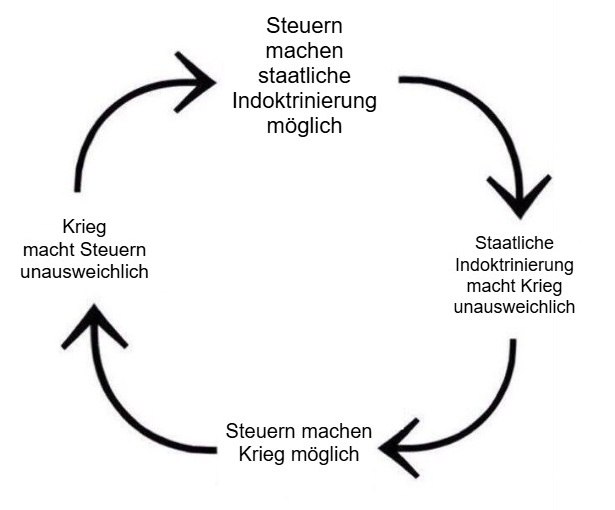 Steuern
machen
staatliche
Indoktrinierung
möglich
Staatliche
Indoktrinierung
macht Krieg
unausweichlich
Steuern machen
Krieg möglich
Krieg
macht Steuern
unausweichlich